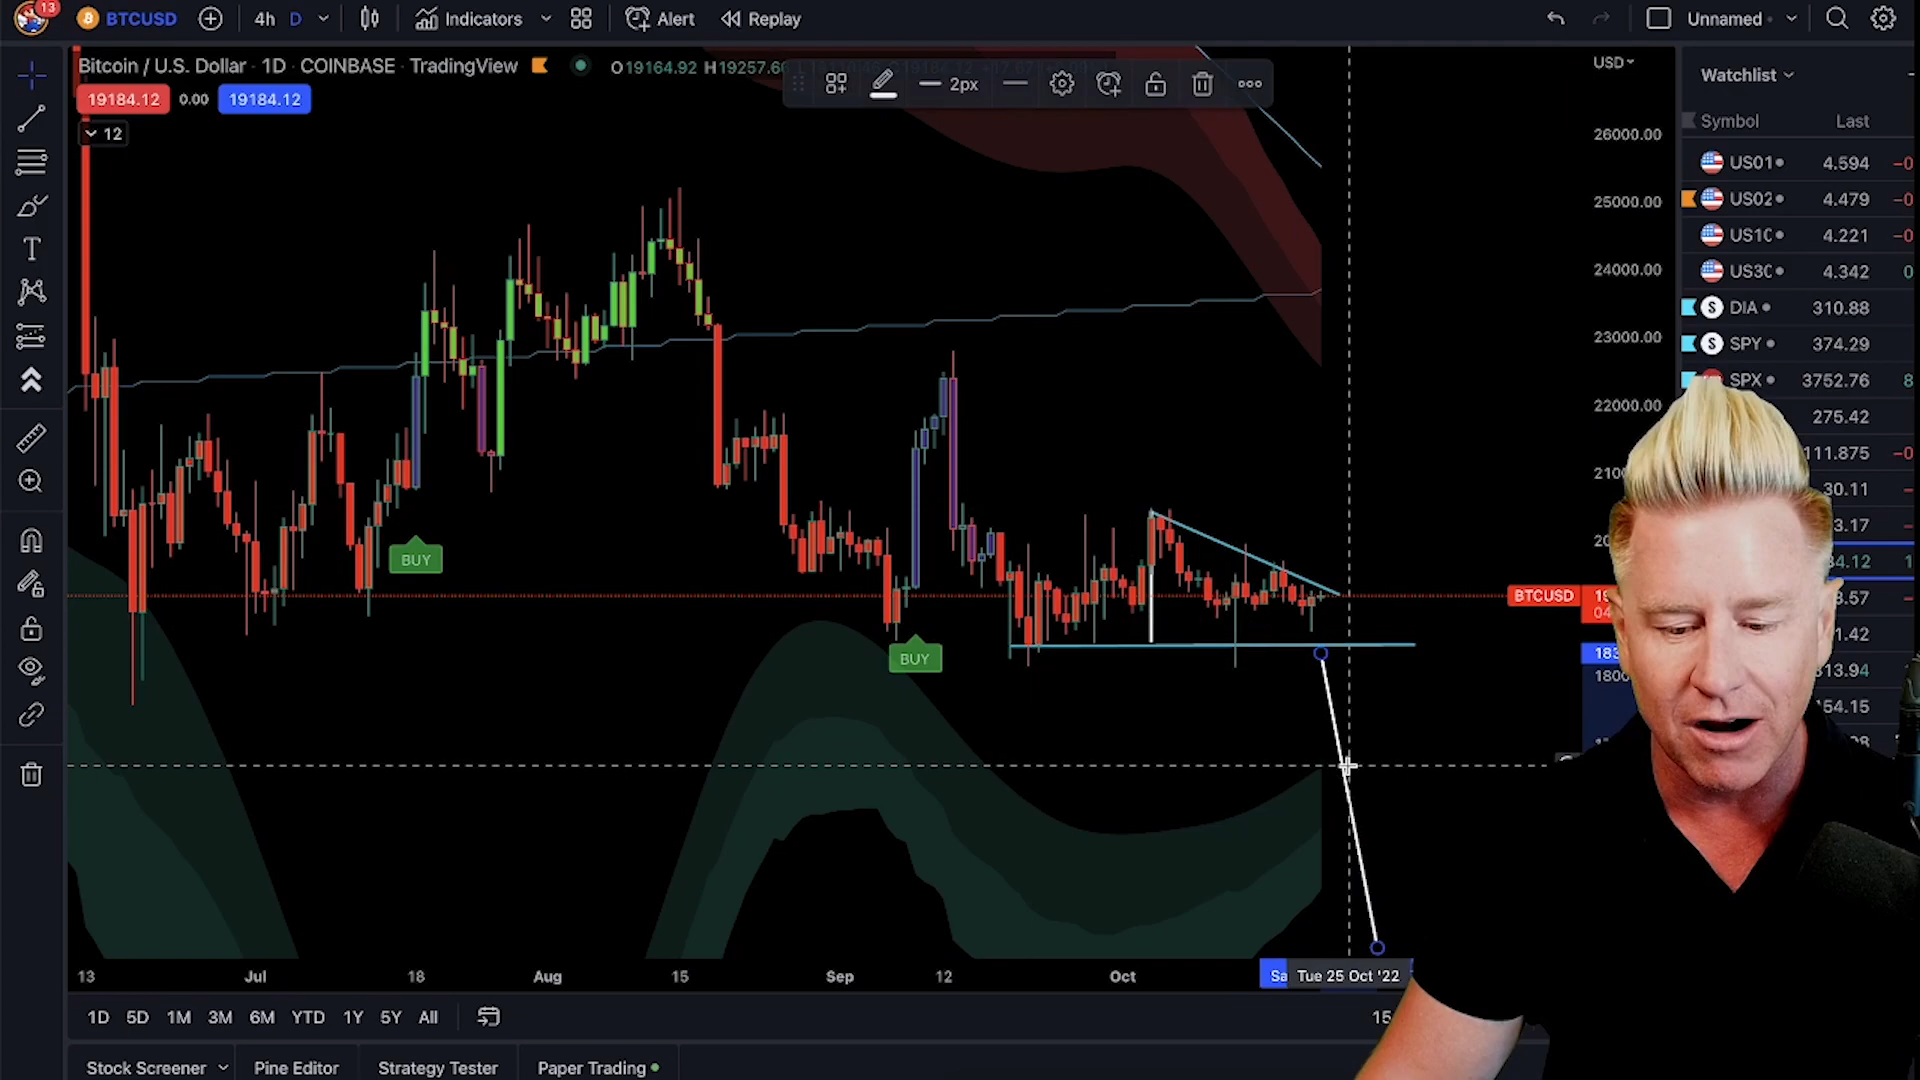 13
BTCUSD
4h D
Indicators
Alert
Replay
Unnamed
Bitcoin / U.S. Dollar · 1D · COINBASE · TradingView
O19164.92
19184.12 0.00 19184.12
12
2px
USD
26000.00
25000.00
24000.00
23000.00
22000.00
BUY
BUY
BTCUSD
13 Jul 18 Aug 15 Sep 12 Oct
Sa
Tue 25 Oct '22
1D 5D 1M 3M 6M YTD 1Y 5Y All
Stock Screener
Pine Editor
Strategy Tester
Paper Trading
Watchlist
Symbol Last
US01 4.594
US02 4.479
US10 4.221
US30 4.342
DIA 310.88
SPY 374.29
SPX 3752.76 8
275.42
111.875